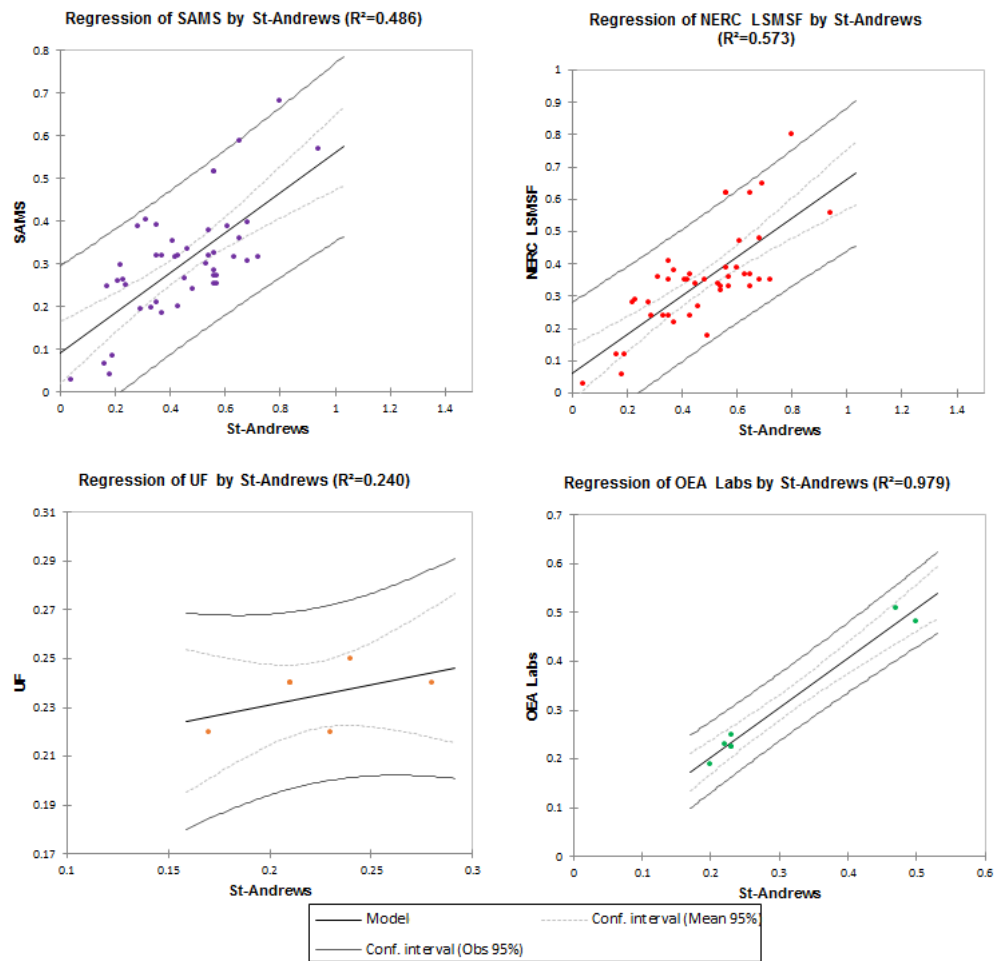 Regression of SAMS by St-Andrews (R²=0.486)
0.8
0.7
0.6
0.5
0.4
0.3
0.2
0.1
0
SAMS
0 0.2 0.4 0.6 0.8 1 1.2 1.4
St-Andrews
Regression of NERC LSMSF by St-Andrews
(R²=0.573)
1
0.9
0.8
0.7
0.6
0.5
0.4
0.3
0.2
0.1
0
NERC LSMSF
0 0.2 0.4 0.6 0.8 1 1.2 1.4
St-Andrews
Regression of UF by St-Andrews (R²=0.240)
0.31
0.29
0.27
0.25
0.23
0.21
0.19
0.17
UF
0.1 0.15 0.2 0.25 0.3
St-Andrews
Regression of OEA Labs by St-Andrews (R²=0.979)
0.7
0.6
0.5
0.4
0.3
0.2
0.1
0
OEA Labs
0 0.1 0.2 0.3 0.4 0.5 0.6
St-Andrews
Model
Conf. interval (Mean 95%)
Conf. interval (Obs 95%)